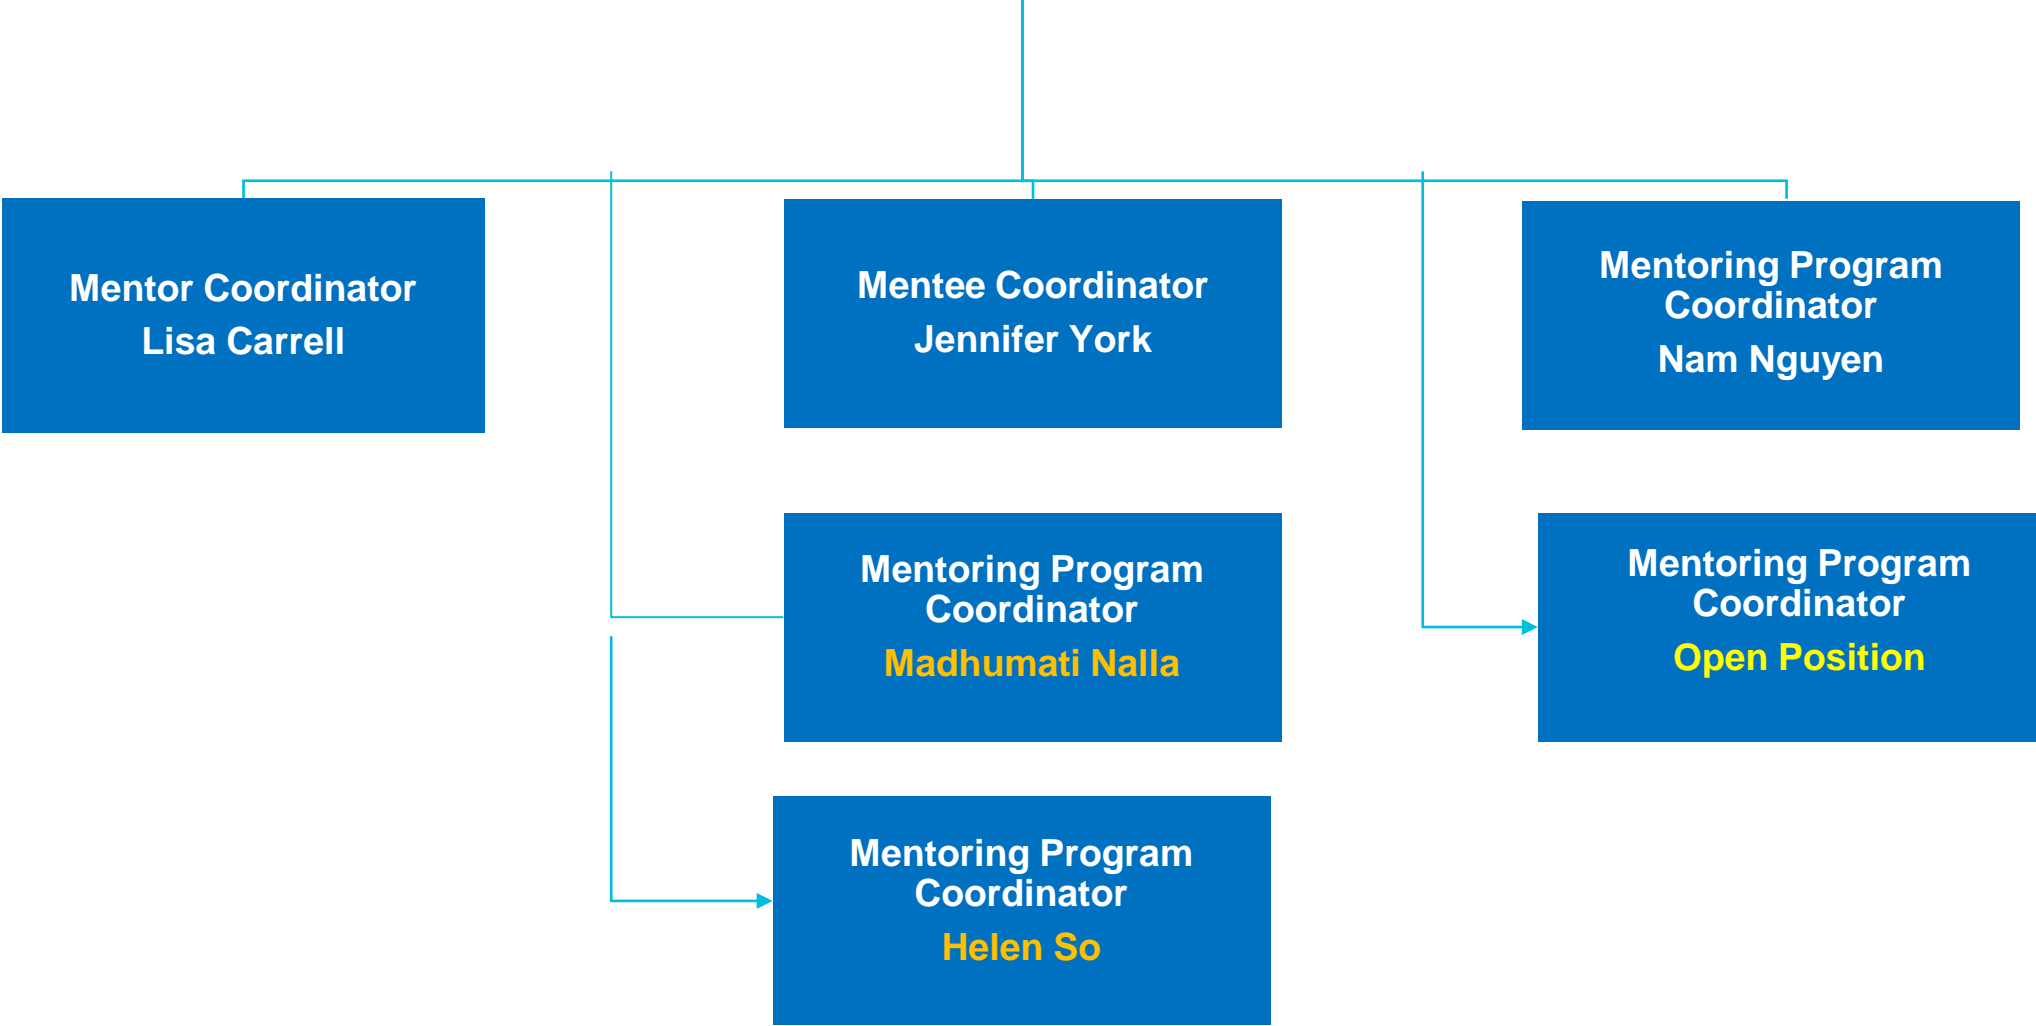 Mentor Coordinator
Lisa Carrell
Mentee Coordinator
Jennifer York
Mentoring Program
Coordinator
Nam Nguyen
Mentoring Program
Coordinator
Madhumati Nalla
Mentoring Program
Coordinator
Open Position
Mentoring Program
Coordinator
Helen So